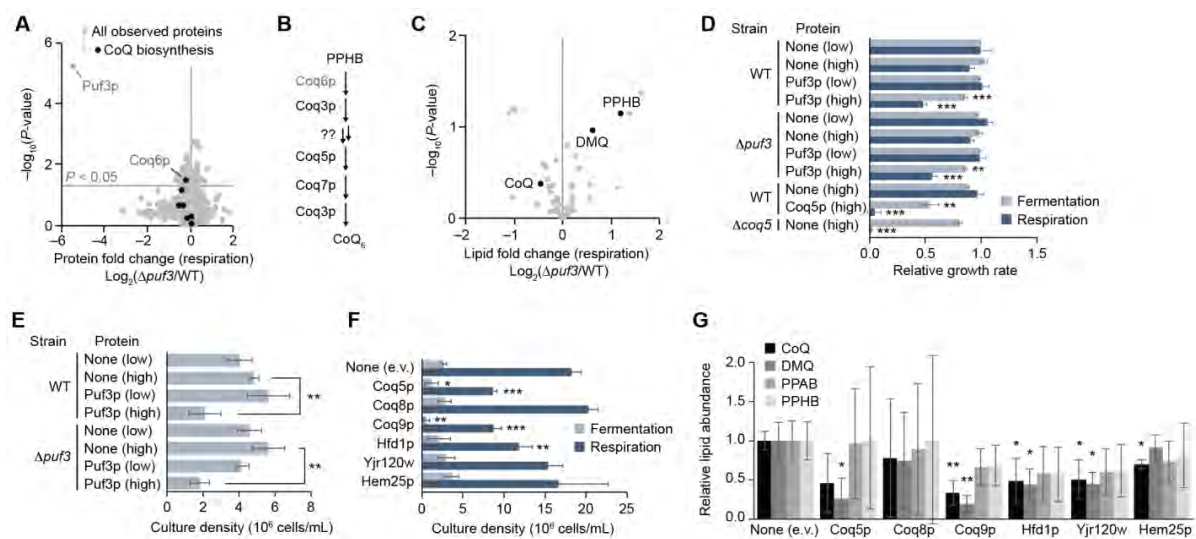 A
All observed proteins
CoQ biosynthesis
Puf3p
Coq6p
P < 0.05
–log10(P-value)
15
10
5
0
−6
−4
−2
0
2
Protein fold change (respiration)
Log2(Δpuf3/WT)
B
PPHB
Coq6p
Coq3p
??
Coq5p
Coq7p
Coq3p
CoQ6
C
PPHB
DMQ
CoQ
–log10(P-value)
2
1
0
−2
−1
0
1
2
Lipid fold change (respiration)
Log2(Δpuf3/WT)
D
Strain Protein
WT
None (low)
None (high)
Puf3p (low)
Puf3p (high)
***
***
Δpuf3
None (low)
None (high)
Puf3p (low)
Puf3p (high)
**
***
WT
None (high)
Coq5p (high)
**
***
Δcoq5
None (high)
***
Fermentation
Respiration
0
0.5
1.0
1.5
Relative growth rate
E
Strain Protein
WT
None (low)
None (high)
Puf3p (low)
Puf3p (high)
**
Δpuf3
None (low)
None (high)
Puf3p (low)
Puf3p (high)
**
0
2
4
6
8
Culture density (10⁶ cells/mL)
F
None (e.v.)
Coq5p
*
***
Coq8p
Coq9p
**
***
Hfd1p
**
Yjr120w
Hem25p
Fermentation
Respiration
0
5
10
15
20
25
Culture density (10⁶ cells/mL)
G
CoQ
DMQ
PPAB
PPHB
Relative lipid abundance
2.0
1.5
1.0
0.5
0.0
*
**
**
*
*
*
*
*
None (e.v.)
Coq5p
Coq8p
Coq9p
Hfd1p
Yjr120w
Hem25p